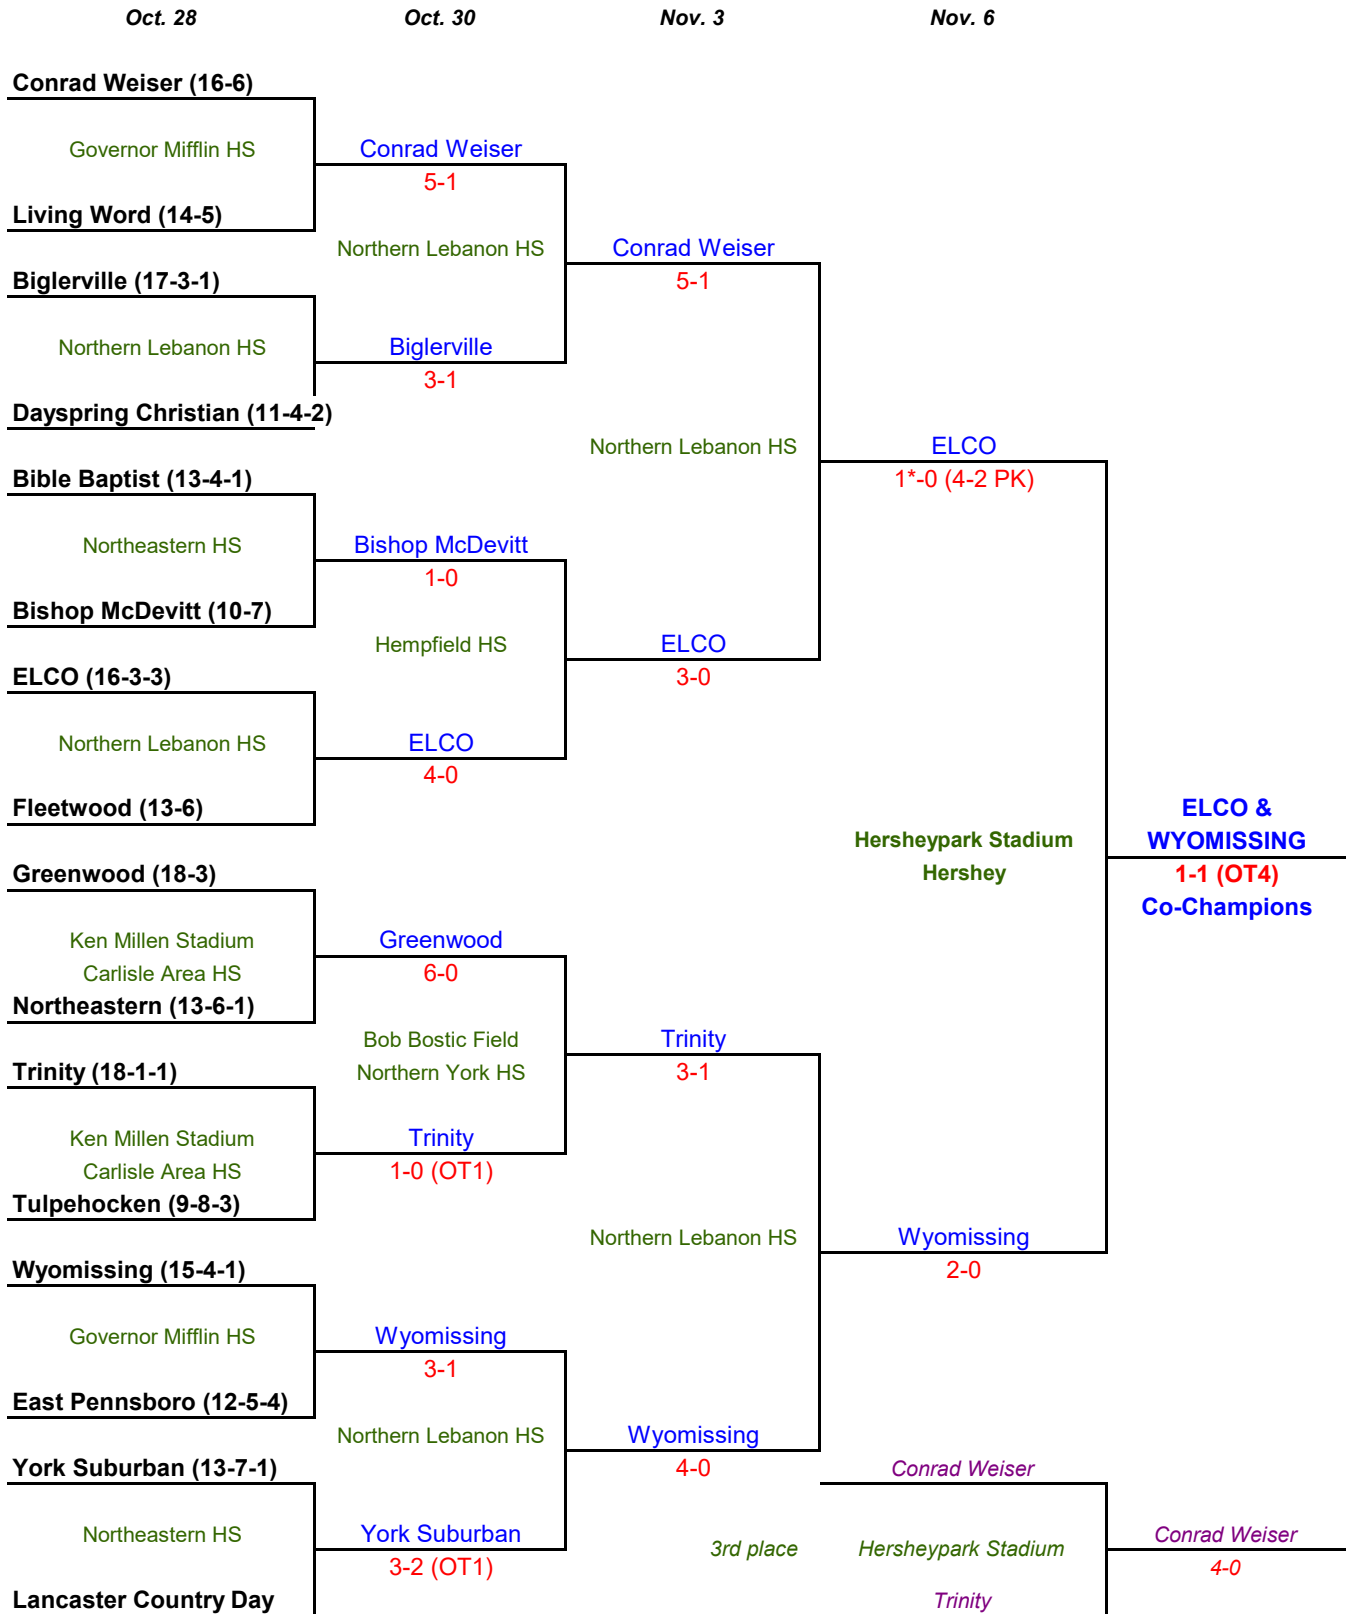 Oct. 28 Oct. 30 Nov. 3 Nov. 6
Conrad Weiser (16-6)
Governor Mifflin HS Conrad Weiser
5-1
Living Word (14-5)
Northern Lebanon HS Conrad Weiser
Biglerville (17-3-1) 5-1
Northern Lebanon HS Biglerville
3-1
Dayspring Christian (11-4-2)
Northern Lebanon HS ELCO
Bible Baptist (13-4-1) 1*-0 (4-2 PK)
Northeastern HS Bishop McDevitt
1-0
Bishop McDevitt (10-7)
Hempfield HS ELCO
ELCO (16-3-3) 3-0
Northern Lebanon HS ELCO
4-0
Fleetwood (13-6) ELCO &
Hersheypark Stadium WYOMISSING
Greenwood (18-3) Hershey 1-1 (OT4)
Co-Champions
Ken Millen Stadium Greenwood
Carlisle Area HS 6-0
Northeastern (13-6-1)
Bob Bostic Field Trinity
Trinity (18-1-1) Northern York HS 3-1
Ken Millen Stadium Trinity
Carlisle Area HS 1-0 (OT1)
Tulpehocken (9-8-3)
Northern Lebanon HS Wyomissing
Wyomissing (15-4-1) 2-0
Governor Mifflin HS Wyomissing
3-1
East Pennsboro (12-5-4)
Northern Lebanon HS Wyomissing
York Suburban (13-7-1) 4-0 Conrad Weiser
Northeastern HS York Suburban 3rd place Hersheypark Stadium Conrad Weiser
3-2 (OT1) 4-0
Lancaster Country Day Trinity